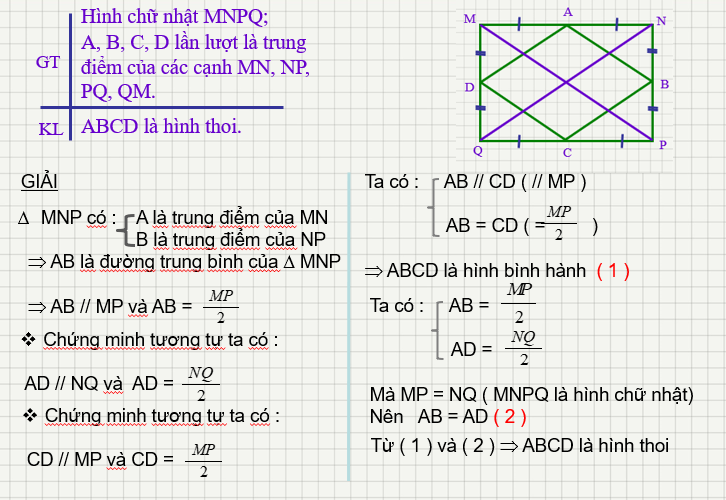 GT
Hình chữ nhật MNPQ;
A, B, C, D lần lượt là trung
điểm của các cạnh MN, NP,
PQ, QM.
KL
ABCD là hình thoi.
M A N
D B
Q C P
GIẢI
Δ MNP có : A là trung điểm của MN
B là trung điểm của NP
⇒ AB là đường trung bình của Δ MNP
⇒ AB // MP và AB = MP/2
❖ Chứng minh tương tự ta có :
AD // NQ và AD = NQ/2
❖ Chứng minh tương tự ta có :
CD // MP và CD = MP/2
Ta có : AB // CD ( // MP )
AB = CD ( = MP/2 )
⇒ ABCD là hình bình hành ( 1 )
Ta có : AB = MP/2
AD = NQ/2
Mà MP = NQ ( MNPQ là hình chữ nhật)
Nên AB = AD ( 2 )
Từ ( 1 ) và ( 2 ) ⇒ ABCD là hình thoi